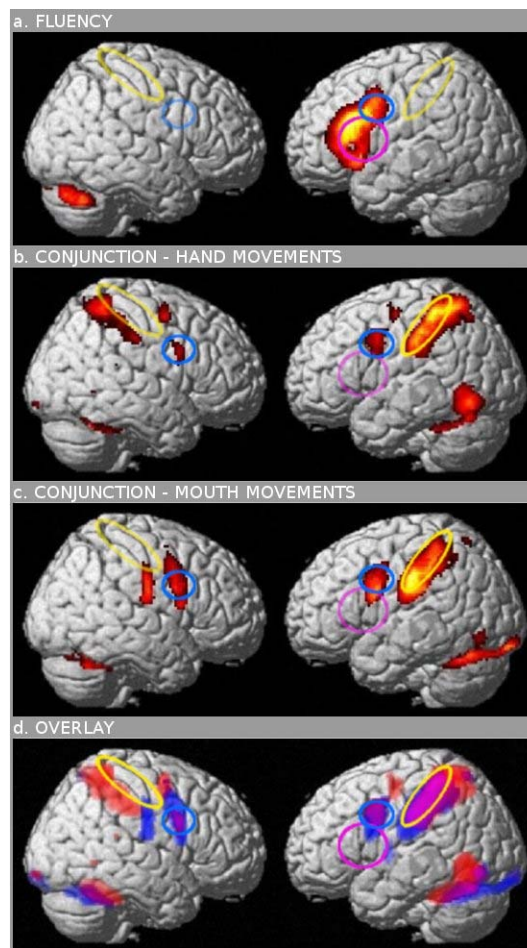 a. FLUENCY
b. CONJUNCTION - HAND MOVEMENTS
c. CONJUNCTION - MOUTH MOVEMENTS
d. OVERLAY